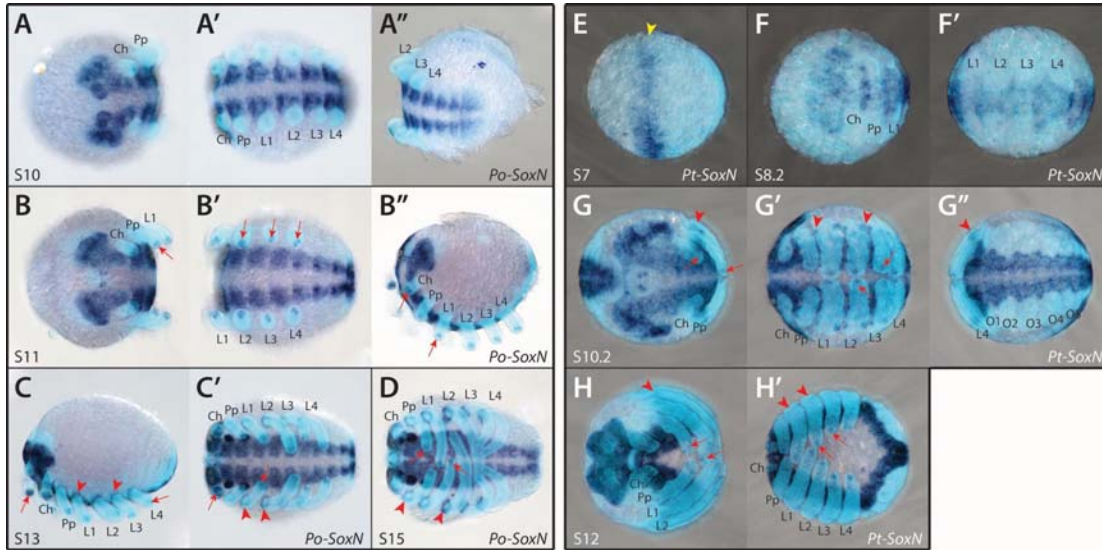 A
Ch
Pp
S10
A'
Ch
Pp
L1
L2
L3
L4
A"
L2
L3
L4
Po-SoxN
B
L1
Pp
Ch
S11
B'
L1
L2
L3
L4
B"
Ch
Pp
L1
L2
L3
L4
Po-SoxN
C
Ch
Pp
L1
L2
L3
L4
S13
C'
Ch
Pp
L1
L2
L3
L4
Po-SoxN
D
Ch
Pp
L1
L2
L3
L4
S15
Po-SoxN
E
S7
Pt-SoxN
F
Ch
Pp
L1
S8.2
F'
L1
L2
L3
L4
Pt-SoxN
G
Ch
Pp
S10.2
G'
Ch
Pp
L1
L2
L3
L4
G"
L4
O1
O2
O3
O4
O5
Pt-SoxN
H
Ch
Pp
L1
L2
S12
H'
Ch
Pp
L1
L2
L3
L4
Pt-SoxN